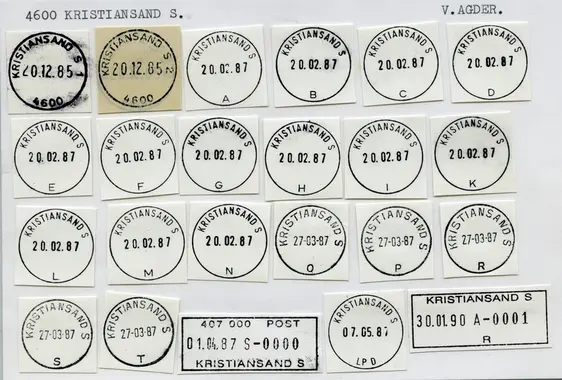 4600 KRISTIANSAND S. V. AGDER.
KRISTIANSAND S 1
20.12.85
4600
KRISTIANSAND S 2
20.12.85
4600
KRISTIANSAND S
20.02.87
A
KRISTIANSAND S
20.02.87
B
KRISTIANSAND S
20.02.87
C
KRISTIANSAND S
20.02.87
D
KRISTIANSAND S
20.02.87
E
KRISTIANSAND S
20.02.87
F
KRISTIANSAND S
20.02.87
G
KRISTIANSAND S
20.02.87
H
KRISTIANSAND S
20.02.87
I
KRISTIANSAND S
20.02.87
K
KRISTIANSAND S
20.02.87
L
KRISTIANSAND S
20.02.87
M
KRISTIANSAND S
20.02.87
N
KRISTIANSAND S
27-03-87
O
KRISTIANSAND S
27-03-87
P
KRISTIANSAND S
27-03-87
R
KRISTIANSAND S
27-03-87
S
KRISTIANSAND S
27-03-87
T
407 000 POST
01.04.87 S-0000
KRISTIANSAND S
KRISTIANSAND S
07.05.87
LPD
KRISTIANSAND S
30.01.90 A-0001
R